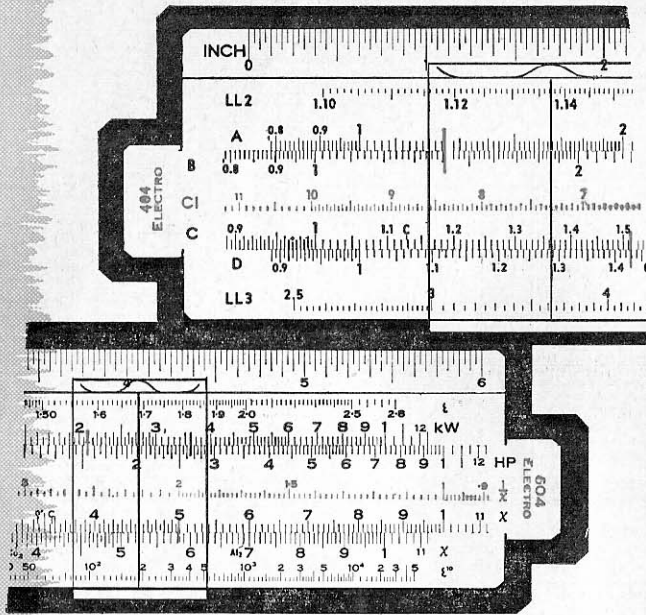 INCH
0 1 2
LL2 1.10 1.12 1.14
A 0.8 0.9 1 2
B 0.8 0.9 1 2
CI 11 10 9 8 7
C 0.9 1 1.1 C 1.2 1.3 1.4 1.5
D 0.9 1 1.1 1.2 1.3 1.4
LL3 2.5 3 4
404
ELECTRO
4 5 6
1·50 1·6 1·7 1·8 1·9 2·0 2·5 2·8 ξ
2 3 4 5 6 7 8 9 1 12 kW
2 3 4 5 6 7 8 9 1 12 HP
3 2 1·5 ·9 1/X
C 4 5 6 7 8 9 1 11 X
4 5 6 7 8 9 1 11 X
50 10² 2 3 4 5 10³ 2 3 5 10⁴ 2 3 5 ξ¹⁰
604
ELECTRO